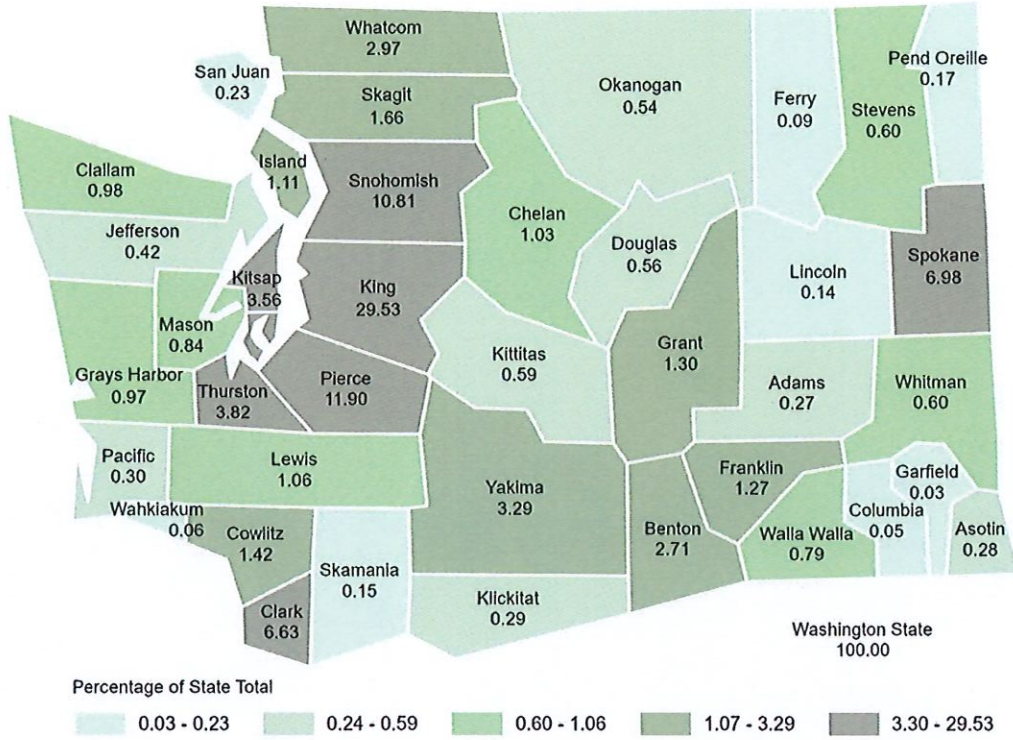 Whatcom
2.97
San Juan
0.23
Skagit
1.66
Okanogan
0.54
Ferry
0.09
Stevens
0.60
Pend Oreille
0.17
Clallam
0.98
Island
1.11
Snohomish
10.81
Chelan
1.03
Jefferson
0.42
Douglas
0.56
Kitsap
3.56
King
29.53
Lincoln
0.14
Spokane
6.98
Mason
0.84
Kittitas
0.59
Grant
1.30
Grays Harbor
0.97
Thurston
3.82
Pierce
11.90
Adams
0.27
Whitman
0.60
Pacific
0.30
Lewis
1.06
Yakima
3.29
Franklin
1.27
Garfield
0.03
Wahkiakum
0.06
Cowlitz
1.42
Benton
2.71
Walla Walla
0.79
Columbia
0.05
Asotin
0.28
Skamania
0.15
Klickitat
0.29
Clark
6.63
Washington State
100.00
Percentage of State Total
0.03 - 0.23
0.24 - 0.59
0.60 - 1.06
1.07 - 3.29
3.30 - 29.53